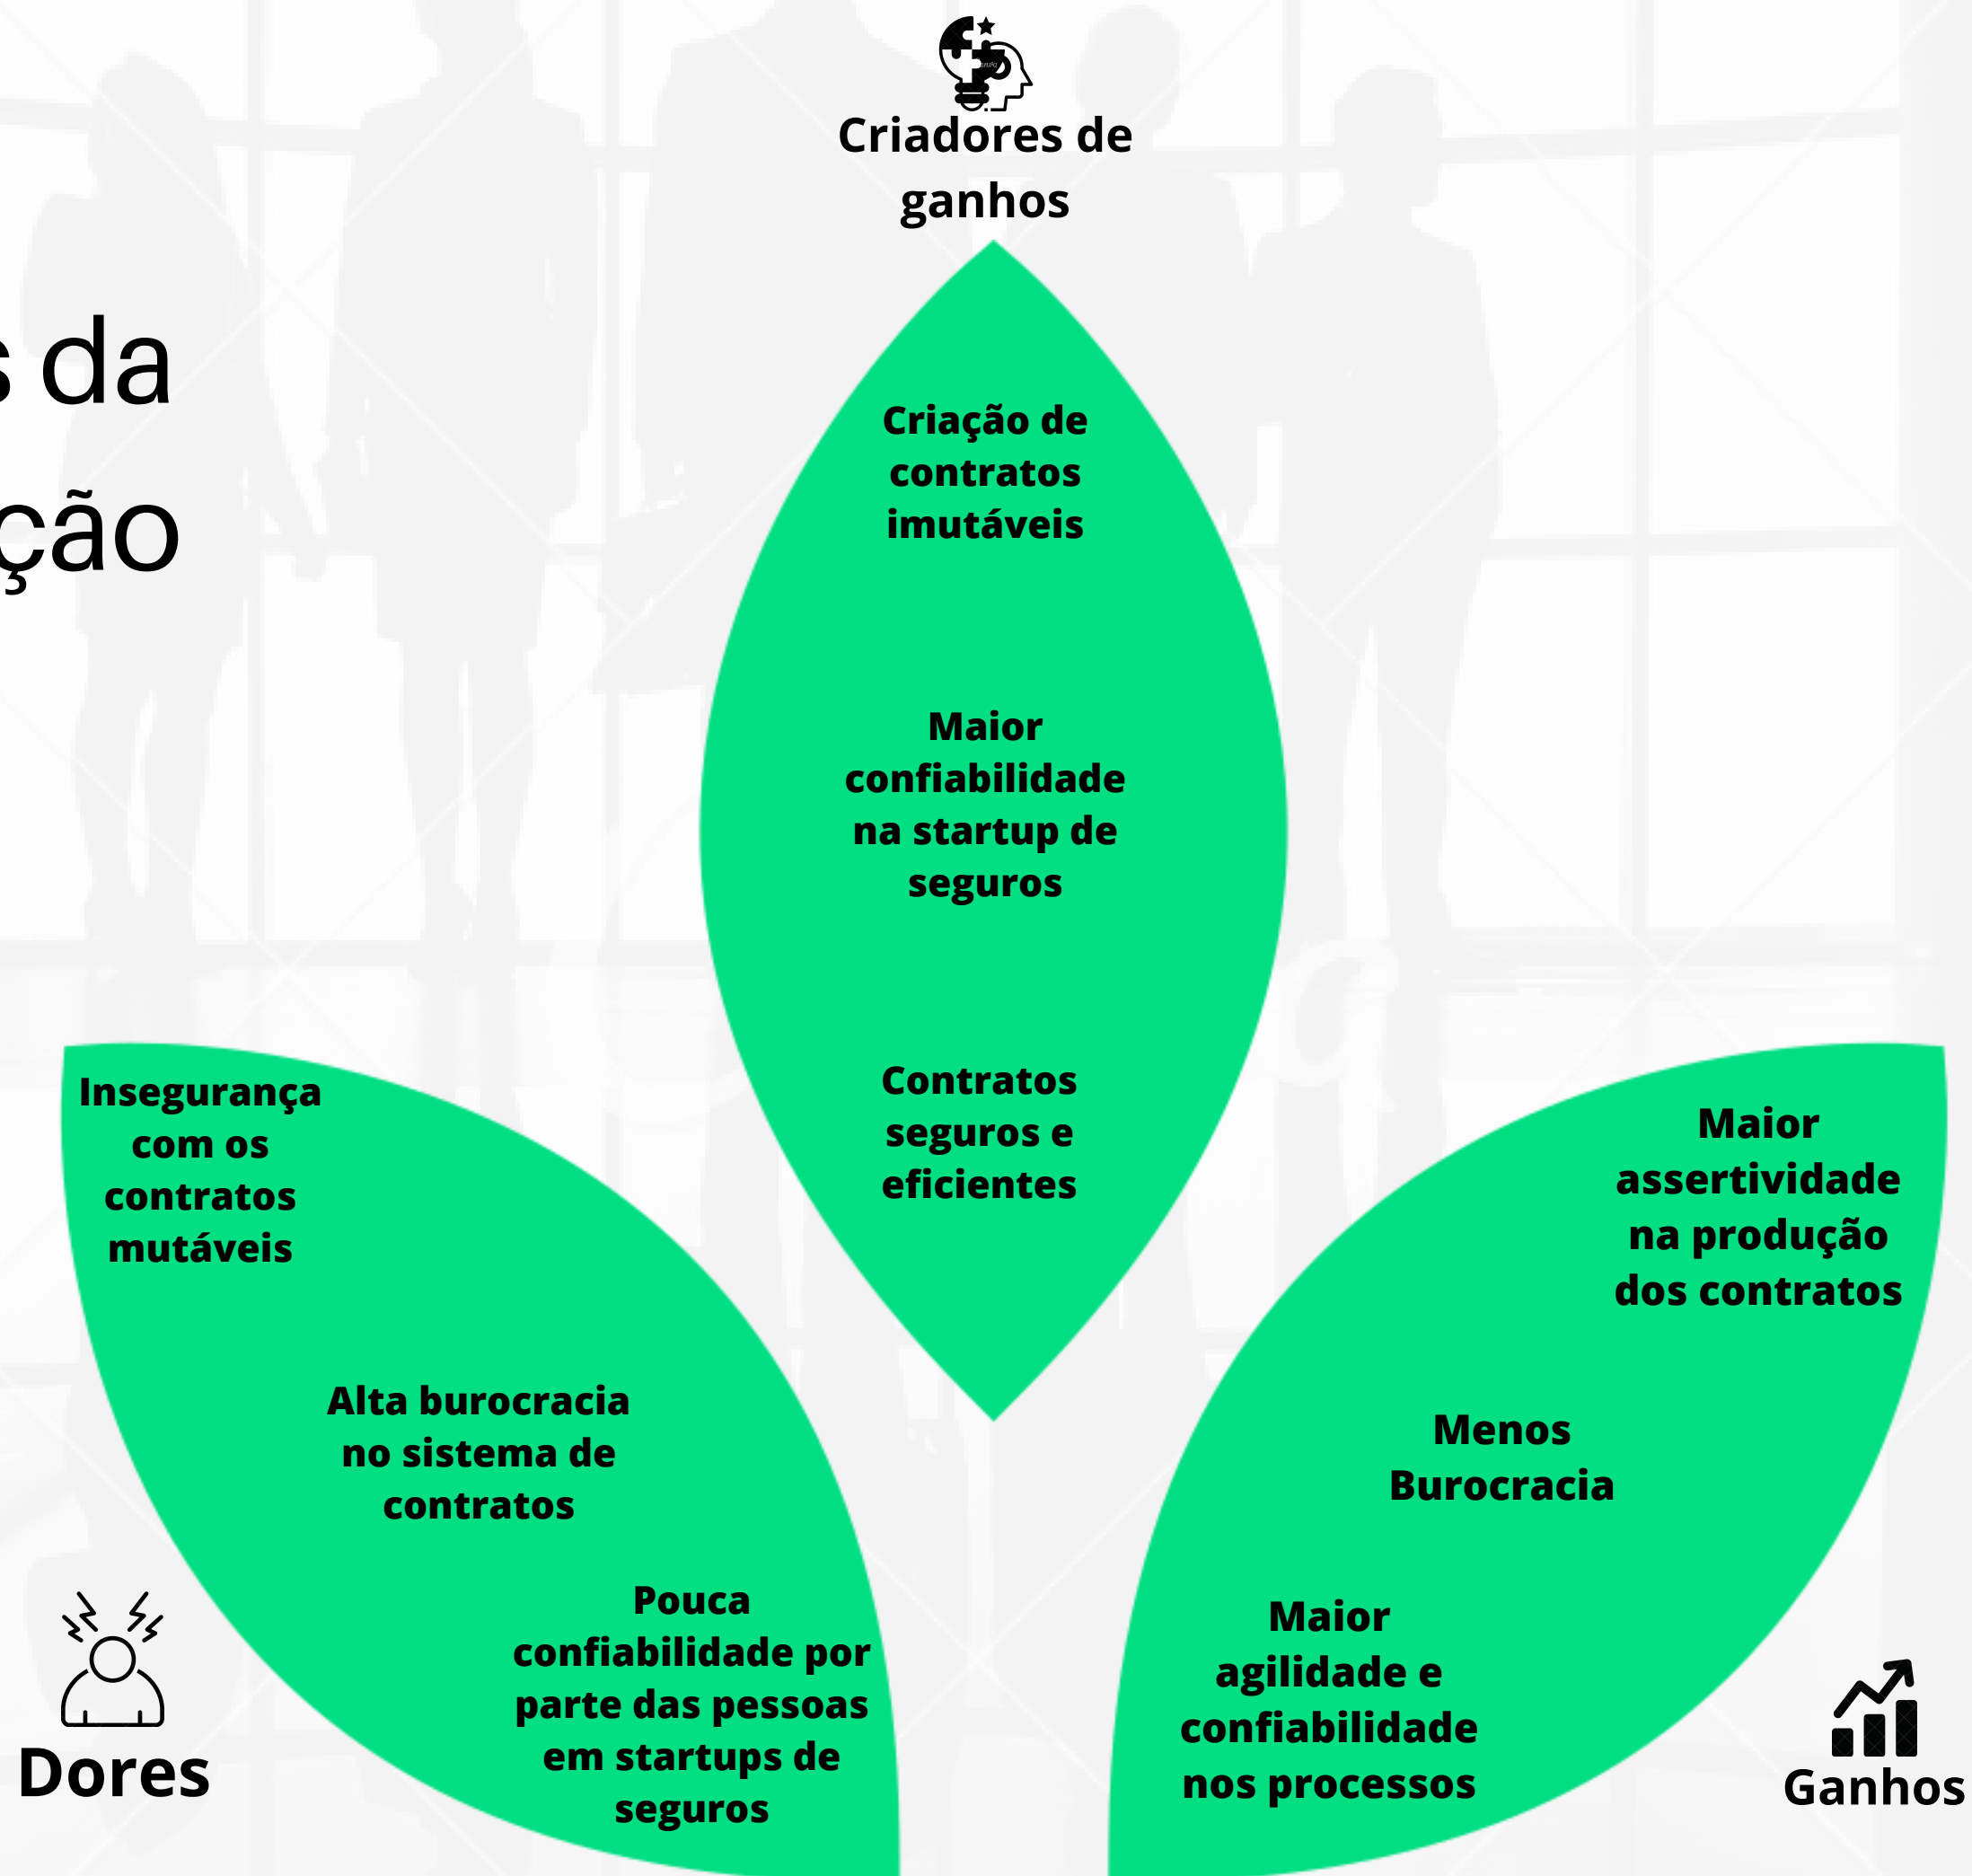 Criadores de
ganhos
s da
ção
Criação de
contratos
imutáveis
Maior
confiabilidade
na startup de
seguros
Contratos
seguros e
eficientes
Insegurança
com os
contratos
mutáveis
Alta burocracia
no sistema de
contratos
Pouca
confiabilidade por
parte das pessoas
em startups de
seguros
Dores
Maior
assertividade
na produção
dos contratos
Menos
Burocracia
Maior
agilidade e
confiabilidade
nos processos
Ganhos